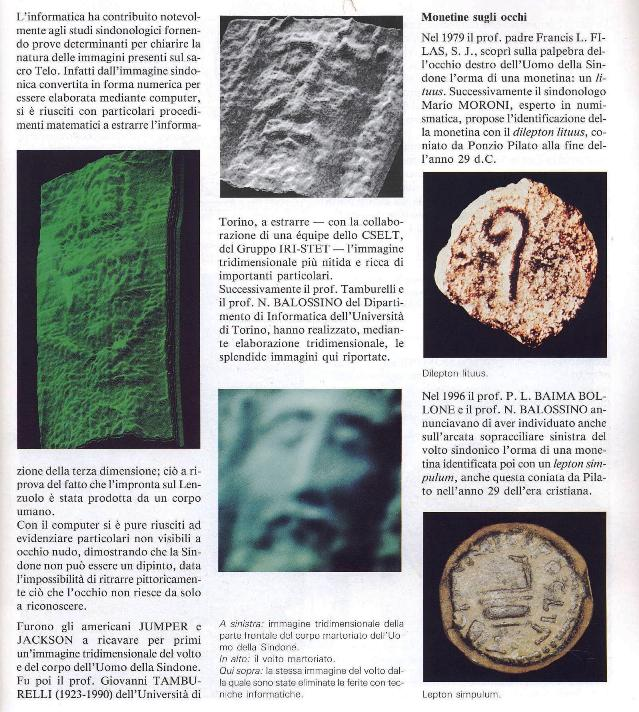 L'informatica ha contribuito notevol-
mente agli studi sindonologici fornen-
do prove determinanti per chiarire la
natura delle immagini presenti sul sa-
cro Telo. Infatti dall'immagine sindo-
nica convertita in forma numerica per
essere elaborata mediante computer,
si è riusciti con particolari procedi-
menti matematici a estrarre l'informa-
zione della terza dimensione; ciò a ri-
prova del fatto che l'impronta sul Len-
zuolo è stata prodotta da un corpo
umano.
Con il computer si è pure riusciti ad
evidenziare particolari non visibili a
occhio nudo, dimostrando che la Sin-
done non può essere un dipinto, data
l'impossibilità di ritrarre pittoricamen-
te ciò che l'occhio non riesce da solo
a riconoscere.
Furono gli americani JUMPER e
JACKSON a ricavare per primi
un'immagine tridimensionale del volto
e del corpo dell'Uomo della Sindone.
Fu poi il prof. Giovanni TAMBU-
RELLI (1923-1990) dell'Università di
Torino, a estrarre — con la collabo-
razione di una équipe dello CSELT,
del Gruppo IRI-STET — l'immagine
tridimensionale più nitida e ricca di
importanti particolari.
Successivamente il prof. Tamburelli e
il prof. N. BALOSSINO del Diparti-
mento di Informatica dell'Università
di Torino, hanno realizzato, median-
te elaborazione tridimensionale, le
splendide immagini qui riportate.
A sinistra: immagine tridimensionale della
parte frontale del corpo martoriato dell'Uo-
mo della Sindone.
In alto: il volto martoriato.
Qui sopra: la stessa immagine del volto dal-
la quale sono state eliminate le ferite con tec-
niche informatiche.
Monetine sugli occhi
Nel 1979 il prof. padre Francis L. FI-
LAS, S. J., scoprì sulla palpebra del-
l'occhio destro dell'Uomo della Sin-
done l'orma di una monetina: un li-
tuus. Successivamente il sindonologo
Mario MORONI, esperto in numi-
smatica, propose l'identificazione del-
la monetina con il dilepton lituus, co-
niato da Ponzio Pilato alla fine del-
l'anno 29 d.C.
Dilepton lituus.
Nel 1996 il prof. P. L. BAIMA BOL-
LONE e il prof. N. BALOSSINO an-
nunciavano di aver individuato anche
sull'arcata sopracciliare sinistra del
volto sindonico l'orma di una mone-
tina identificata poi con un lepton sim-
pulum, anche questa coniata da Pila-
to nell'anno 29 dell'era cristiana.
Lepton simpulum.